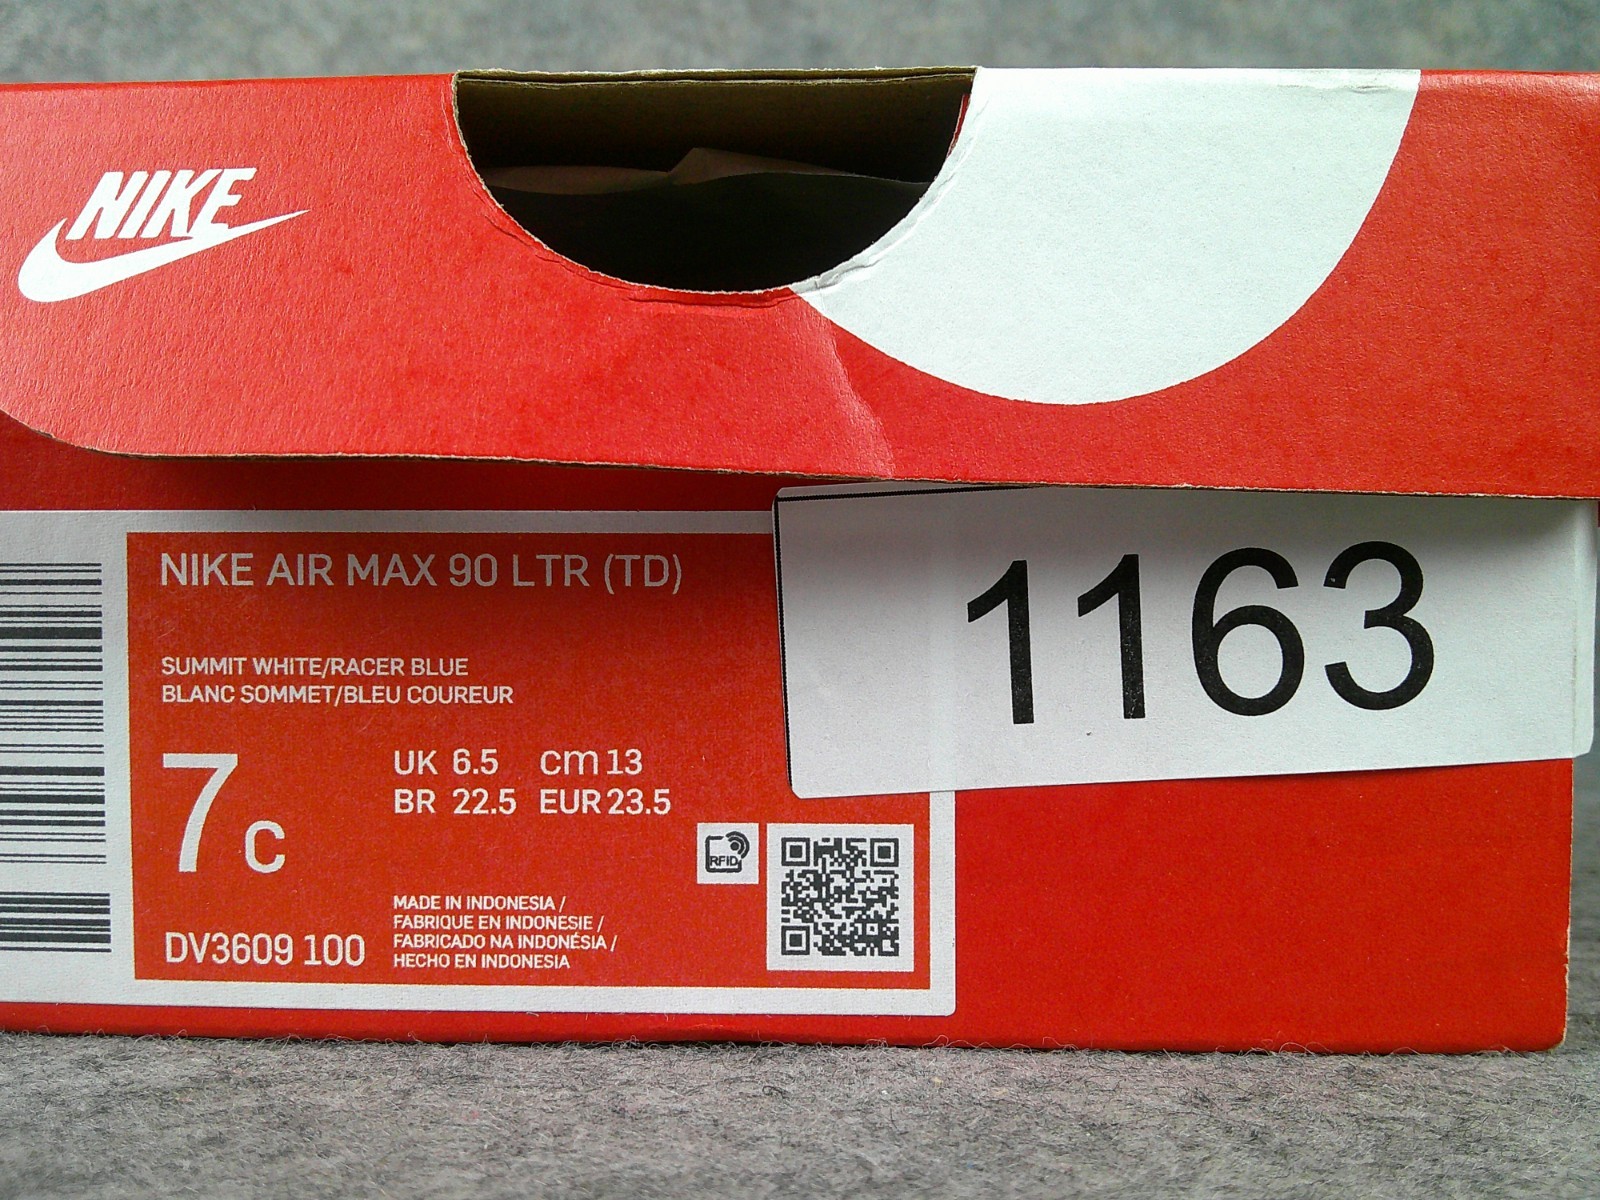 NIKE
NIKE AIR MAX 90 LTR (TD)
1163
SUMMIT WHITE/RACER BLUE
BLANC SOMMET/BLEU COUREUR
7c
UK 6.5 cm 13
BR 22.5 EUR 23.5
RFID
MADE IN INDONESIA /
FABRIQUE EN INDONESIE /
FABRICADO NA INDONÉSIA /
HECHO EN INDONESIA
DV3609 100